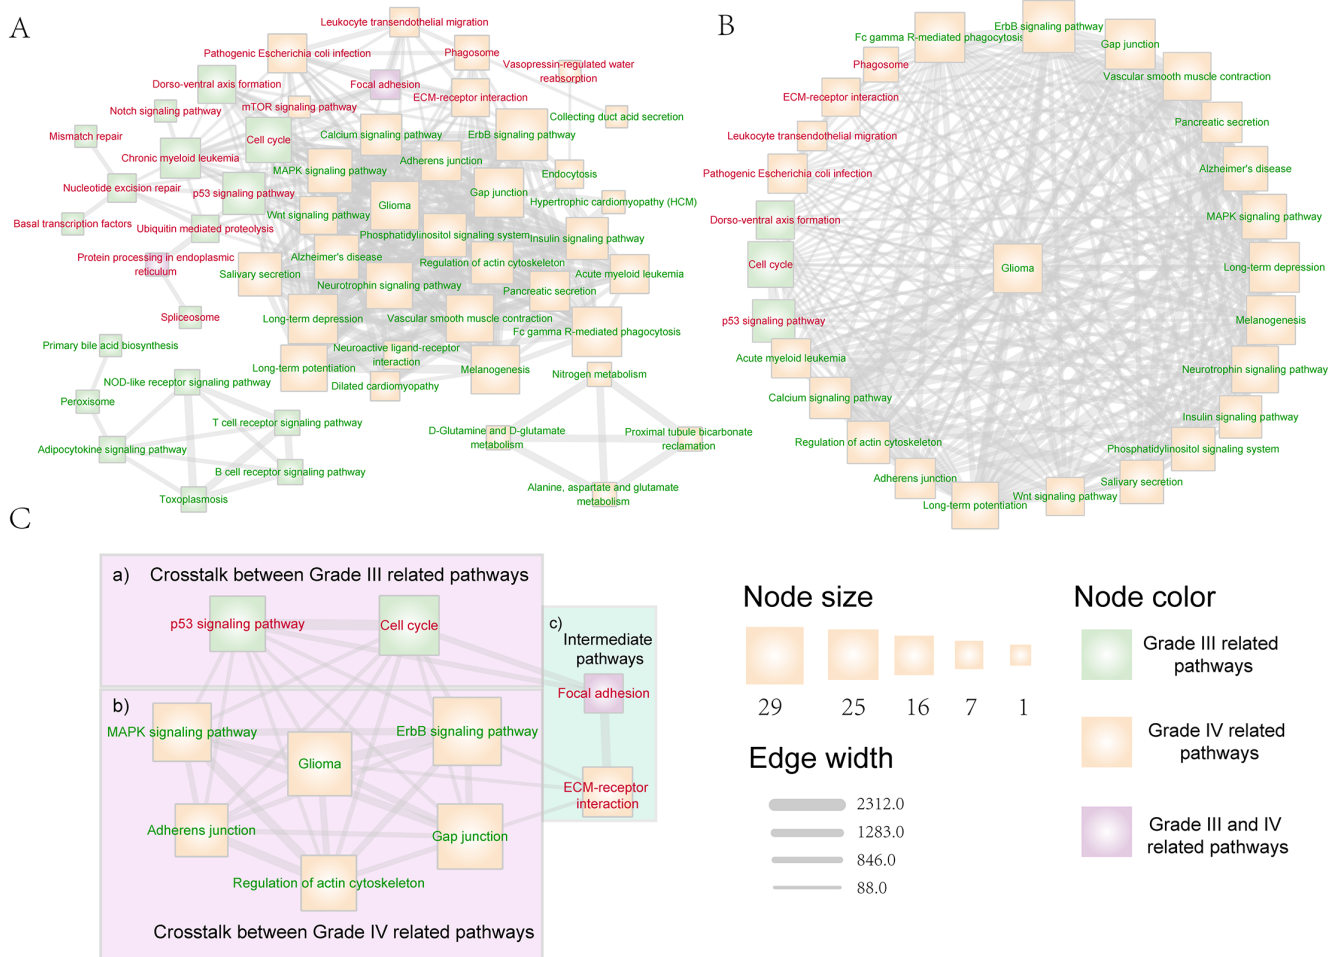 A
Leukocyte transendothelial migration
Pathogenic Escherichia coli infection
Phagosome
Vasopressin-regulated water
reabsorption
Dorso-ventral axis formation
Focal adhesion
ECM-receptor interaction
Notch signaling pathway
mTOR signaling pathway
Collecting duct acid secretion
Mismatch repair
Cell cycle
Calcium signaling pathway
ErbB signaling pathway
Chronic myeloid leukemia
Adherens junction
MAPK signaling pathway
Endocytosis
Nucleotide excision repair
p53 signaling pathway
Gap junction
Glioma
Hypertrophic cardiomyopathy (HCM)
Wnt signaling pathway
Basal transcription factors
Ubiquitin mediated proteolysis
Phosphatidylinositol signaling system
Insulin signaling pathway
Protein processing in endoplasmic
reticulum
Alzheimer's disease
Regulation of actin cytoskeleton
Salivary secretion
Acute myeloid leukemia
Neurotrophin signaling pathway
Pancreatic secretion
Spliceosome
Long-term depression
Vascular smooth muscle contraction
Fc gamma R-mediated phagocytosis
Primary bile acid biosynthesis
Neuroactive ligand-receptor
interaction
Long-term potentiation
Melanogenesis
Nitrogen metabolism
NOD-like receptor signaling pathway
Dilated cardiomyopathy
Peroxisome
T cell receptor signaling pathway
D-Glutamine and D-glutamate
metabolism
Proximal tubule bicarbonate
reclamation
Adipocytokine signaling pathway
B cell receptor signaling pathway
Alanine, aspartate and glutamate
metabolism
Toxoplasmosis
B
ErbB signaling pathway
Fc gamma R-mediated phagocytosis
Gap junction
Phagosome
Vascular smooth muscle contraction
ECM-receptor interaction
Pancreatic secretion
Leukocyte transendothelial migration
Alzheimer's disease
Pathogenic Escherichia coli infection
MAPK signaling pathway
Dorso-ventral axis formation
Cell cycle
Glioma
Long-term depression
p53 signaling pathway
Melanogenesis
Acute myeloid leukemia
Neurotrophin signaling pathway
Calcium signaling pathway
Insulin signaling pathway
Regulation of actin cytoskeleton
Phosphatidylinositol signaling system
Adherens junction
Salivary secretion
Wnt signaling pathway
Long-term potentiation
C
a) Crosstalk between Grade III related pathways
p53 signaling pathway
Cell cycle
c)
Intermediate
pathways
Focal adhesion
ECM-receptor
interaction
b)
MAPK signaling pathway
ErbB signaling pathway
Glioma
Adherens junction
Gap junction
Regulation of actin cytoskeleton
Crosstalk between Grade IV related pathways
Node size
29 25 16 7 1
Edge width
2312.0
1283.0
846.0
88.0
Node color
Grade III related
pathways
Grade IV related
pathways
Grade III and IV
related pathways